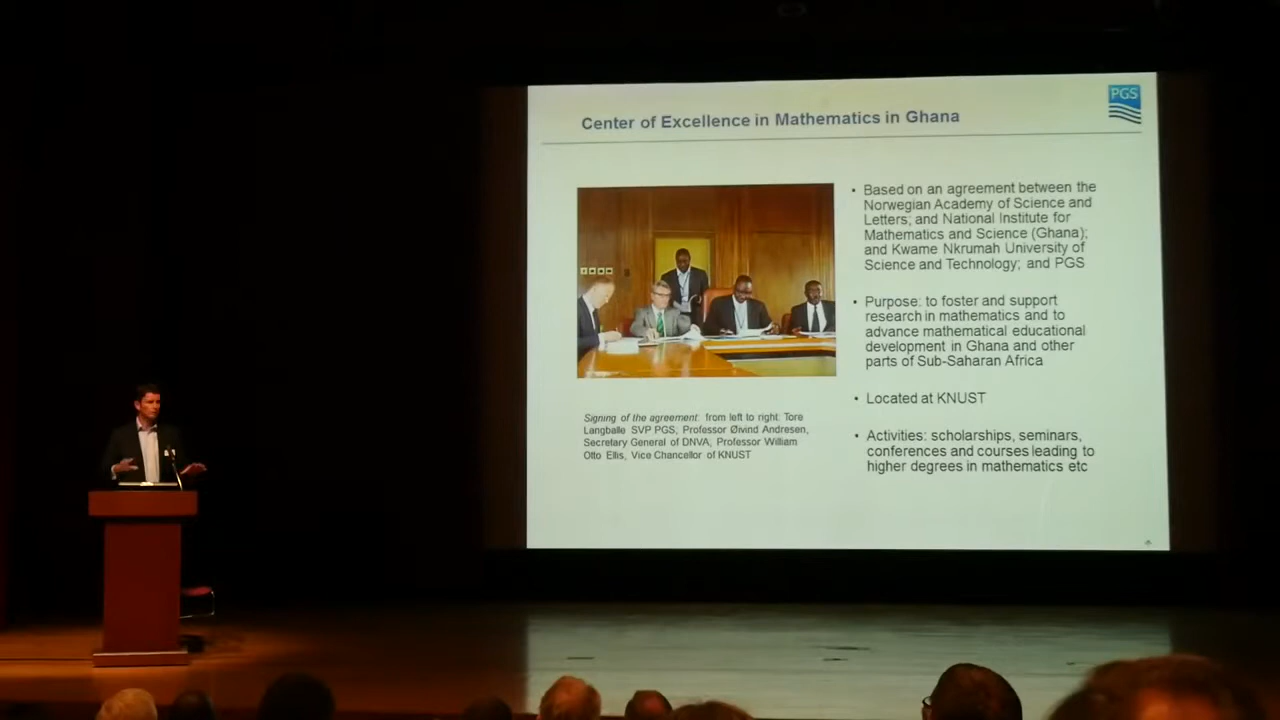 Center of Excellence in Mathematics in Ghana
PGS
Signing of the agreement: from left to right: Tore
Langballe SVP PGS, Professor Øivind Andresen,
Secretary General of DNVA, Professor William
Otto Ellis, Vice Chancellor of KNUST
• Based on an agreement between the
Norwegian Academy of Science and
Letters; and National Institute for
Mathematics and Science (Ghana);
and Kwame Nkrumah University of
Science and Technology; and PGS
• Purpose: to foster and support
research in mathematics and to
advance mathematical educational
development in Ghana and other
parts of Sub-Saharan Africa
• Located at KNUST
• Activities: scholarships, seminars,
conferences and courses leading to
higher degrees in mathematics etc